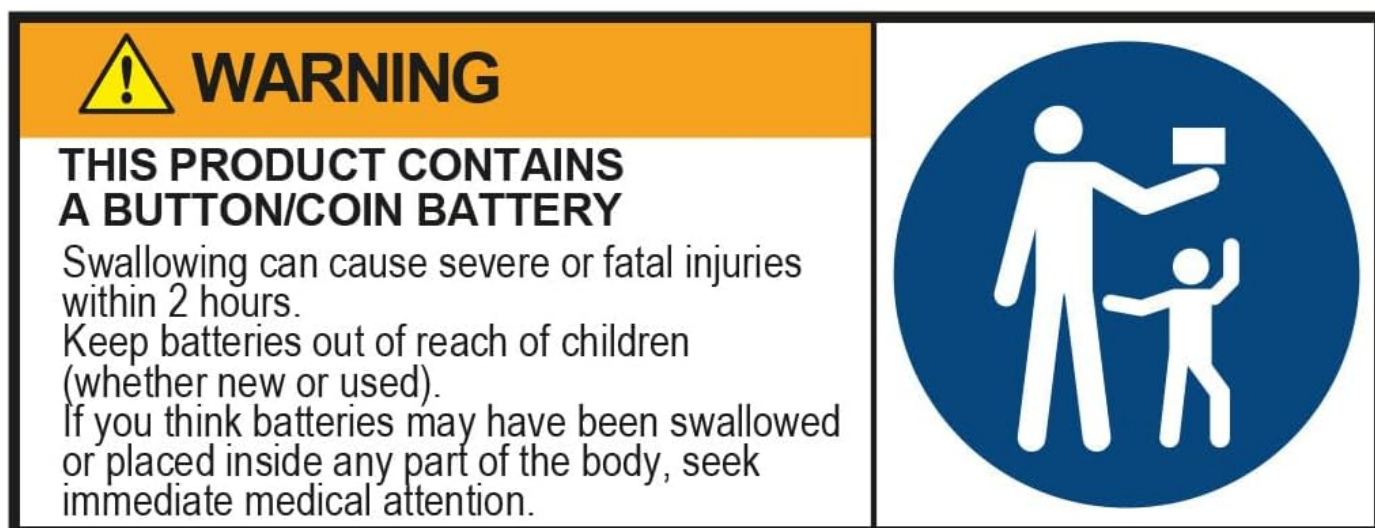 WARNING
THIS PRODUCT CONTAINS
A BUTTON/COIN BATTERY
Swallowing can cause severe or fatal injuries
within 2 hours.
Keep batteries out of reach of children
(whether new or used).
If you think batteries may have been swallowed
or placed inside any part of the body, seek
immediate medical attention.